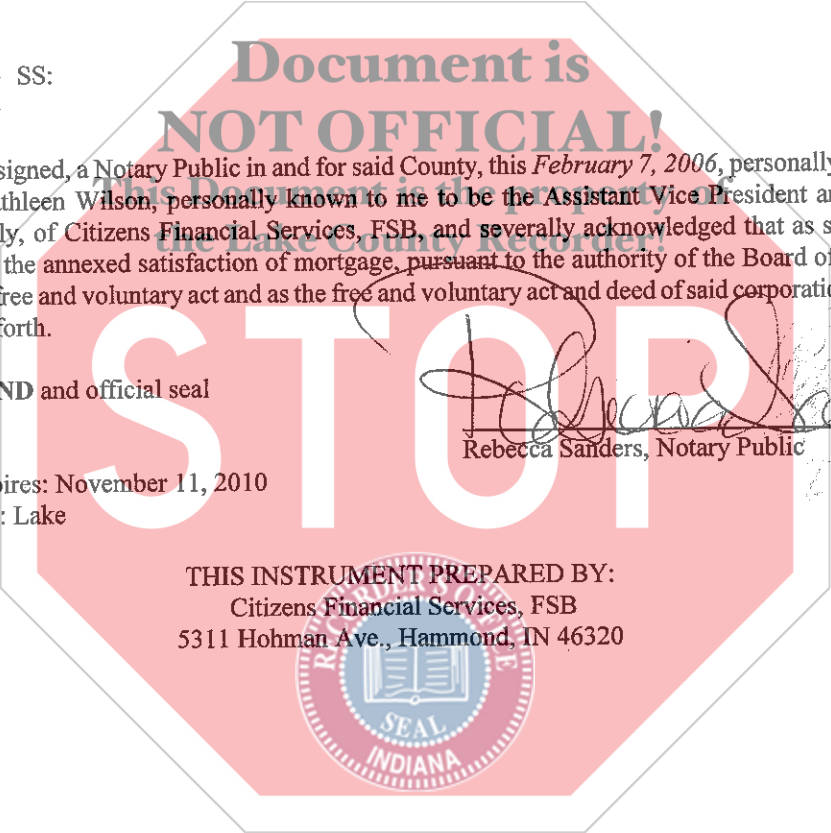 SS:
Document is
NOT OFFICIAL!
signed, a Notary Public in and for said County, this February 7, 2006, personally
This Document is the property of
thleen Wilson, personally known to me to be the Assistant Vice President an
the Lake County Recorder!
ly, of Citizens Financial Services, FSB, and severally acknowledged that as s
the annexed satisfaction of mortgage, pursuant to the authority of the Board of
free and voluntary act and as the free and voluntary act and deed of said corporatio
forth.
STOP
ND and official seal
Rebecca Sanders, Notary Public
pires: November 11, 2010
: Lake
THIS INSTRUMENT PREPARED BY:
Citizens Financial Services, FSB
5311 Hohman Ave., Hammond, IN 46320
RECORDER'S OFFICE
SEAL
INDIANA